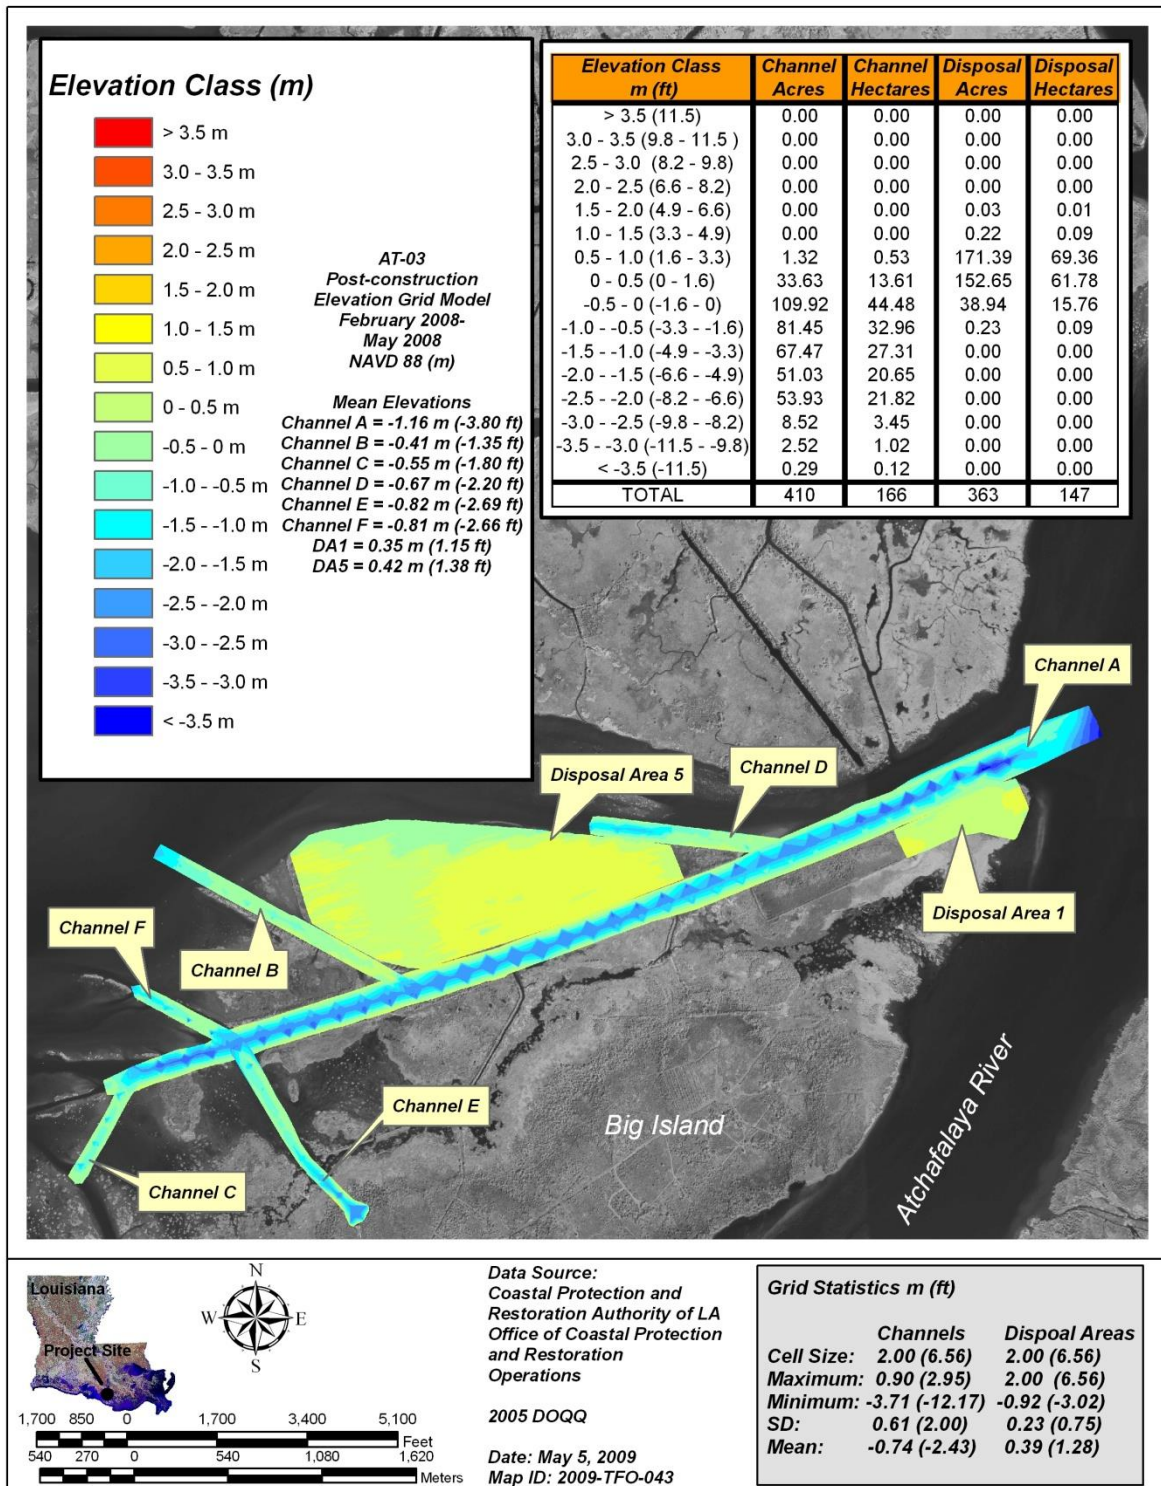 Elevation Class (m)
> 3.5 m
3.0 - 3.5 m
2.5 - 3.0 m
2.0 - 2.5 m
1.5 - 2.0 m
1.0 - 1.5 m
0.5 - 1.0 m
0 - 0.5 m
-0.5 - 0 m
-1.0 - -0.5 m
-1.5 - -1.0 m
-2.0 - -1.5 m
-2.5 - -2.0 m
-3.0 - -2.5 m
-3.5 - -3.0 m
< -3.5 m
AT-03
Post-construction
Elevation Grid Model
February 2008-
May 2008
NAVD 88 (m)
Mean Elevations
Channel A = -1.16 m (-3.80 ft)
Channel B = -0.41 m (-1.35 ft)
Channel C = -0.55 m (-1.80 ft)
Channel D = -0.67 m (-2.20 ft)
Channel E = -0.82 m (-2.69 ft)
Channel F = -0.81 m (-2.66 ft)
DA1 = 0.35 m (1.15 ft)
DA5 = 0.42 m (1.38 ft)
Elevation Class Channel Channel Disposal Disposal
m (ft) Acres Hectares Acres Hectares
> 3.5 (11.5) 0.00 0.00 0.00 0.00
3.0 - 3.5 (9.8 - 11.5 ) 0.00 0.00 0.00 0.00
2.5 - 3.0 (8.2 - 9.8) 0.00 0.00 0.00 0.00
2.0 - 2.5 (6.6 - 8.2) 0.00 0.00 0.00 0.00
1.5 - 2.0 (4.9 - 6.6) 0.00 0.00 0.03 0.01
1.0 - 1.5 (3.3 - 4.9) 0.00 0.00 0.22 0.09
0.5 - 1.0 (1.6 - 3.3) 1.32 0.53 171.39 69.36
0 - 0.5 (0 - 1.6) 33.63 13.61 152.65 61.78
-0.5 - 0 (-1.6 - 0) 109.92 44.48 38.94 15.76
-1.0 - -0.5 (-3.3 - -1.6) 81.45 32.96 0.23 0.09
-1.5 - -1.0 (-4.9 - -3.3) 67.47 27.31 0.00 0.00
-2.0 - -1.5 (-6.6 - -4.9) 51.03 20.65 0.00 0.00
-2.5 - -2.0 (-8.2 - -6.6) 53.93 21.82 0.00 0.00
-3.0 - -2.5 (-9.8 - -8.2) 8.52 3.45 0.00 0.00
-3.5 - -3.0 (-11.5 - -9.8) 2.52 1.02 0.00 0.00
< -3.5 (-11.5) 0.29 0.12 0.00 0.00
TOTAL 410 166 363 147
Channel A
Channel D
Disposal Area 5
Disposal Area 1
Channel F
Channel B
Channel E
Channel C
Big Island
Atchafalaya River
Louisiana
Project Site
N
W E
S
1,700 850 0 1,700 3,400 5,100
Feet
540 270 0 540 1,080 1,620
Meters
Data Source:
Coastal Protection and
Restoration Authority of LA
Office of Coastal Protection
and Restoration
Operations
2005 DOQQ
Date: May 5, 2009
Map ID: 2009-TFO-043
Grid Statistics m (ft)
Channels Dispoal Areas
Cell Size: 2.00 (6.56) 2.00 (6.56)
Maximum: 0.90 (2.95) 2.00 (6.56)
Minimum: -3.71 (-12.17) -0.92 (-3.02)
SD: 0.61 (2.00) 0.23 (0.75)
Mean: -0.74 (-2.43) 0.39 (1.28)